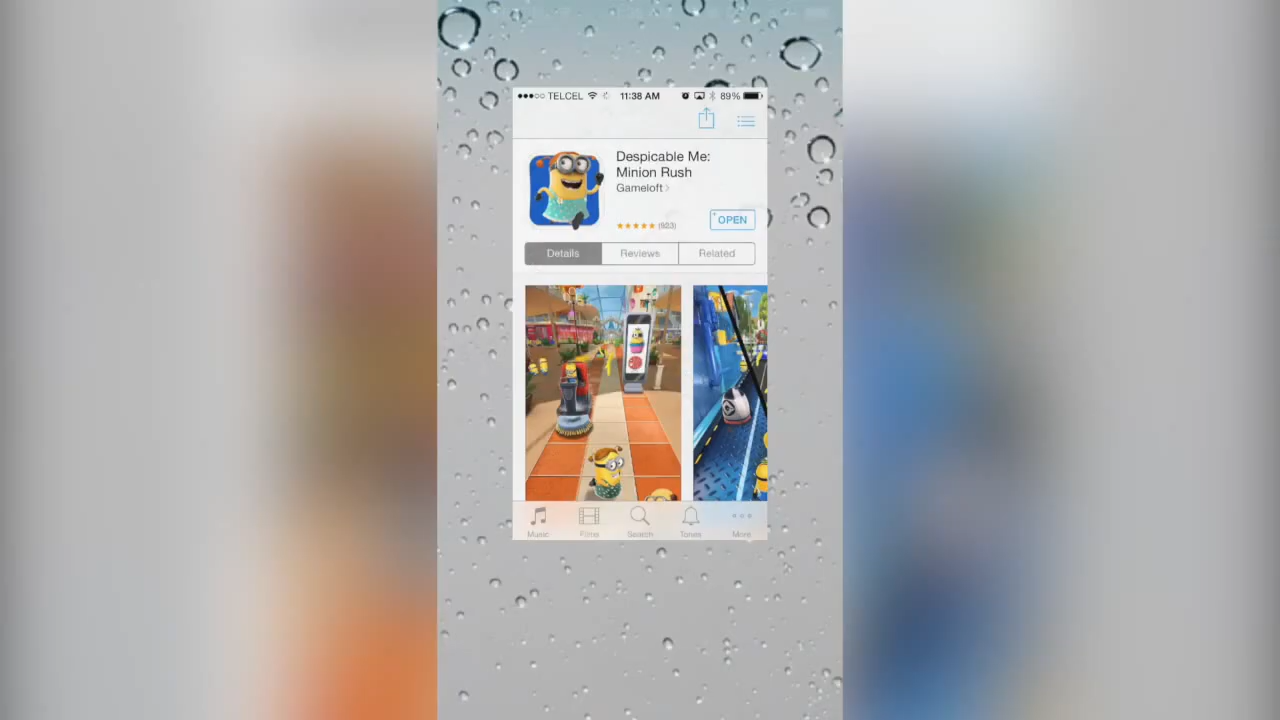 TELCEL 11:38 AM 89%
Despicable Me:
Minion Rush
Gameloft
(903)
+OPEN
Details Reviews Related
Music Films Search Tones More